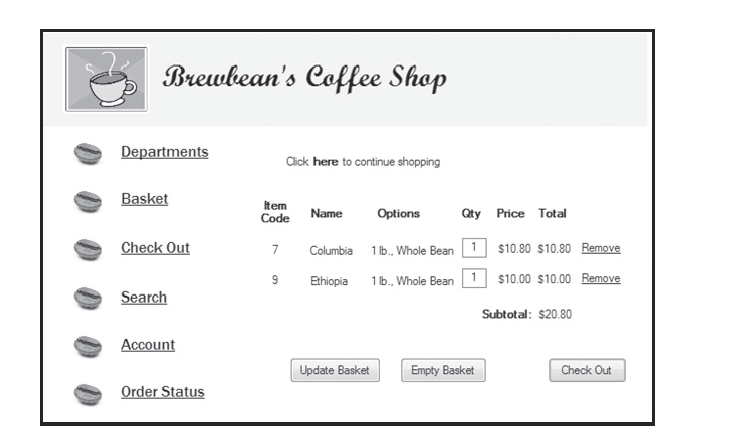 Brewbean's Coffee Shop
Departments
Basket
Check Out
Search
Account
Order Status
Click here to continue shopping
Item Code Name Options Qty Price Total
7 Columbia 1 lb., Whole Bean 1 $10.80 $10.80 Remove
9 Ethiopia 1 lb., Whole Bean 1 $10.00 $10.00 Remove
Subtotal: $20.80
Update Basket Empty Basket Check Out